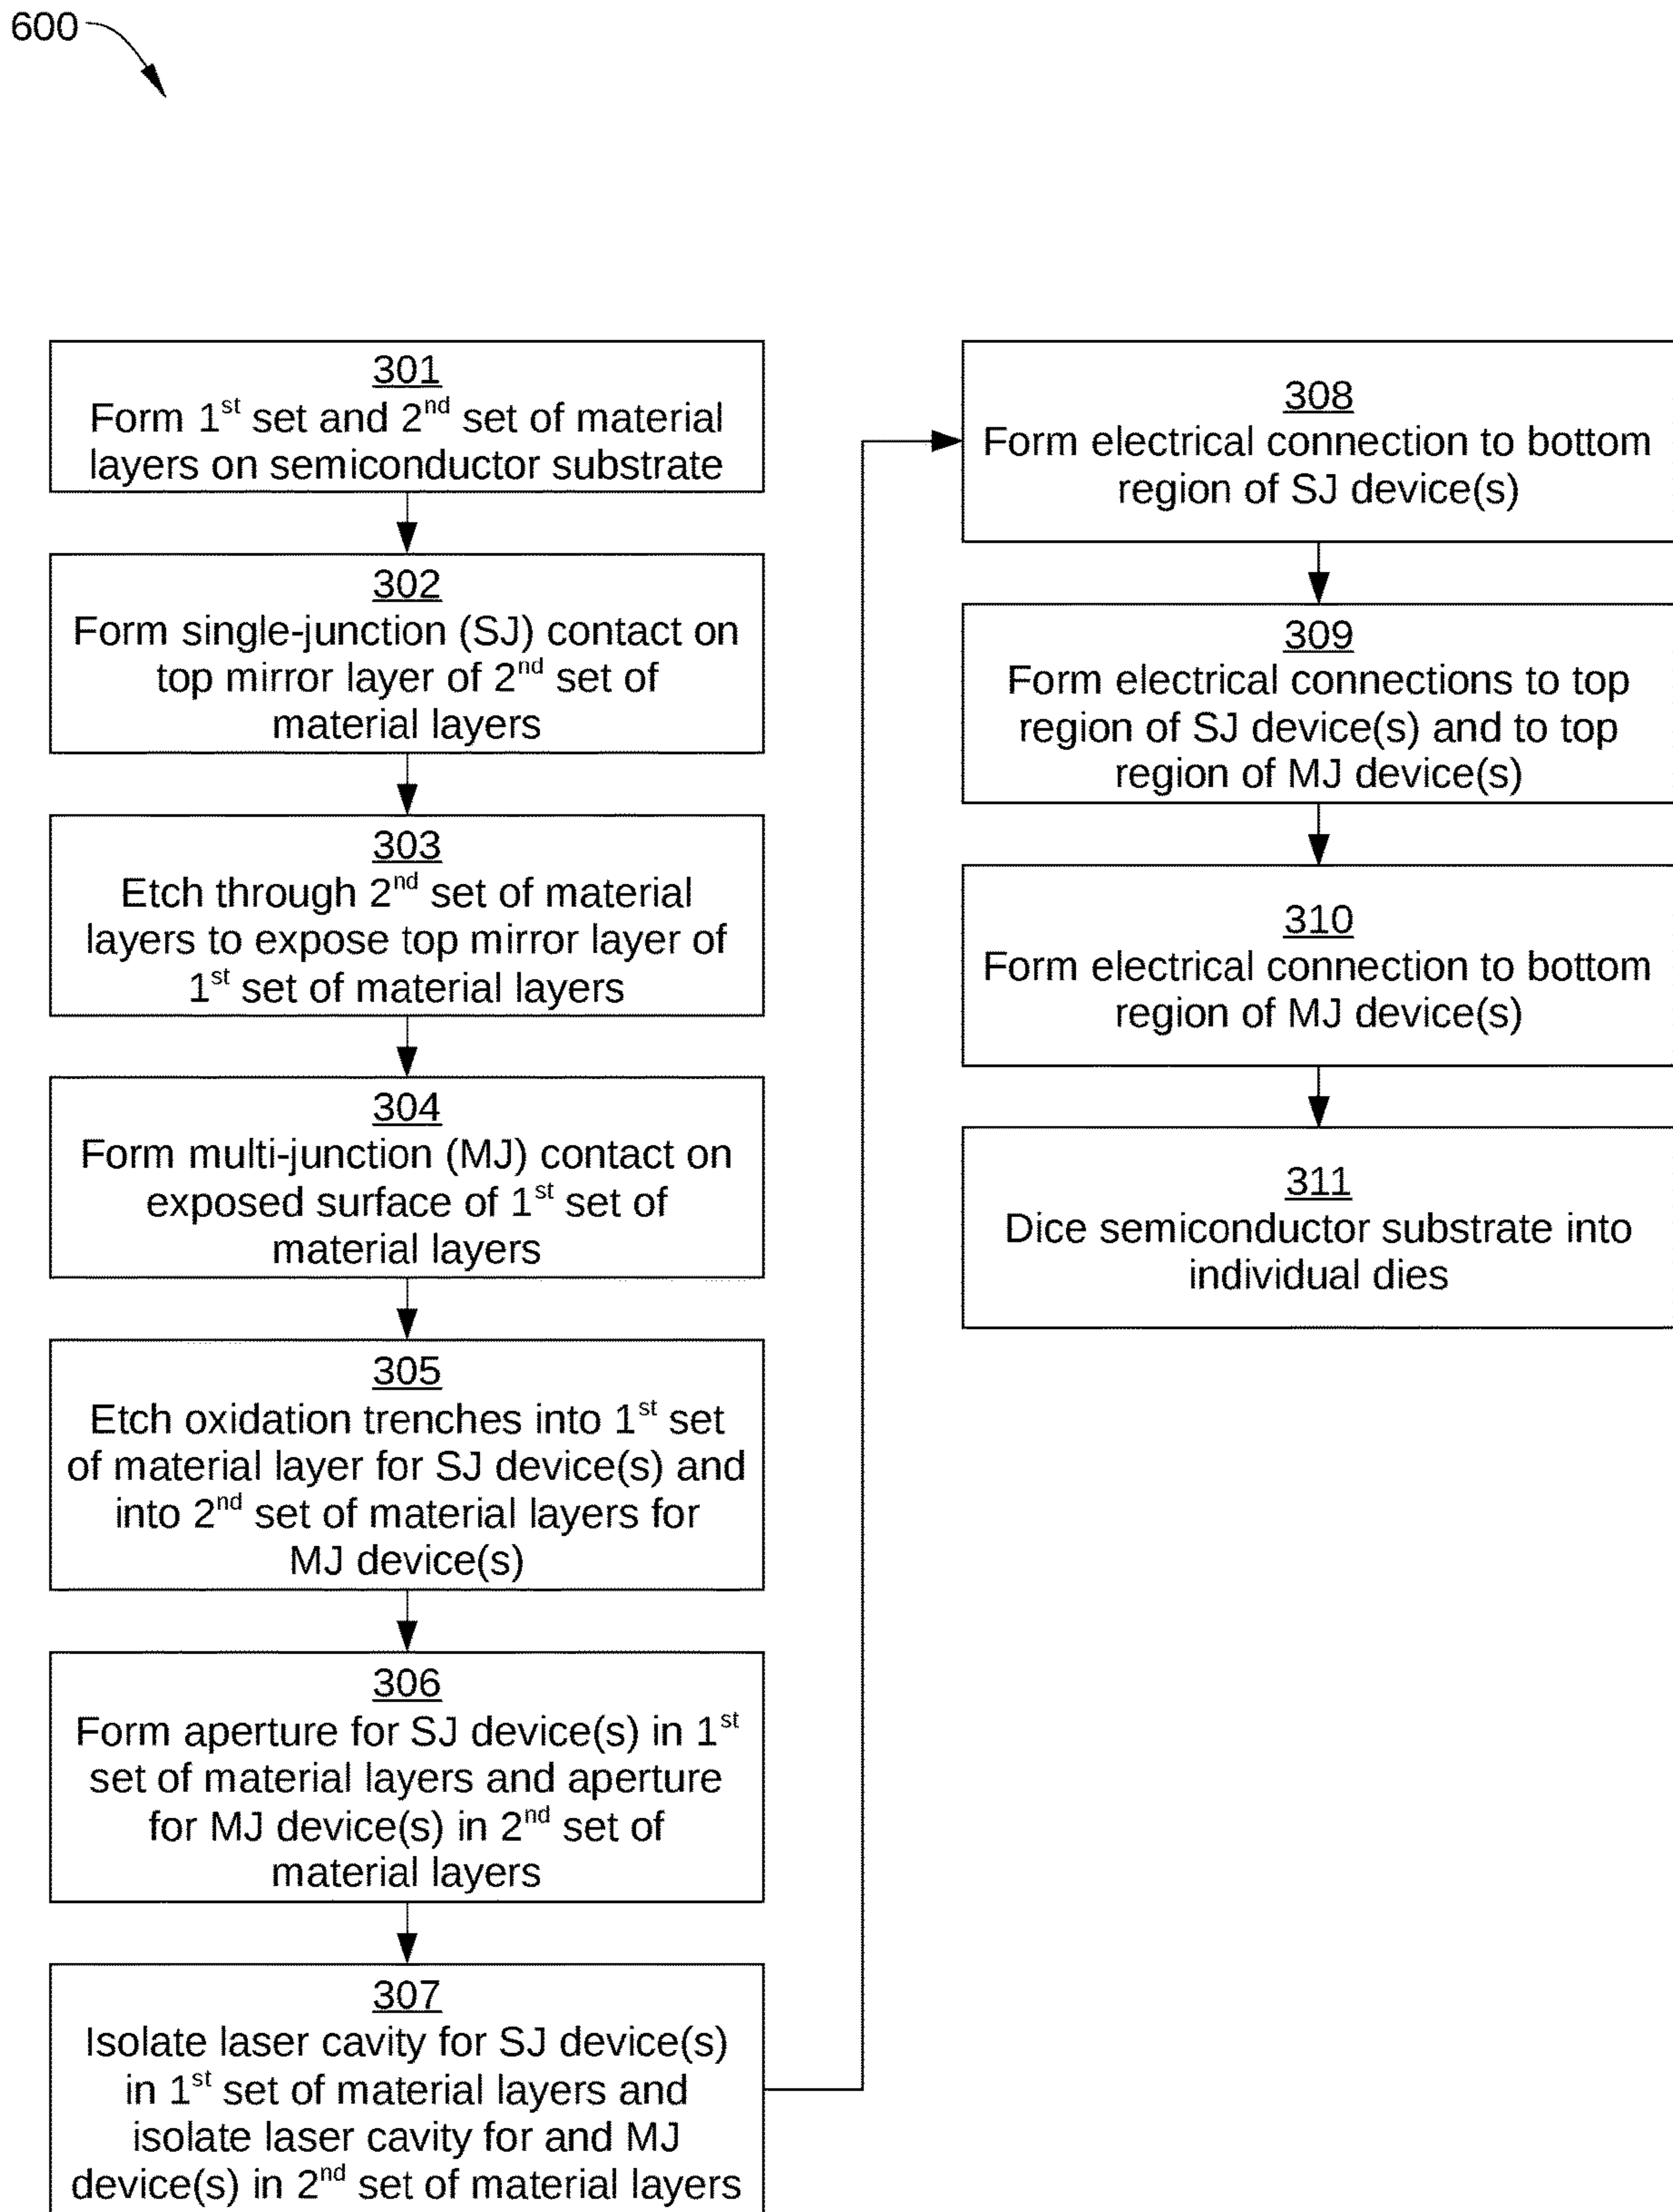 600
301
Form 1st set and 2nd set of material
layers on semiconductor substrate
302
Form single-junction (SJ) contact on
top mirror layer of 2nd set of
material layers
303
Etch through 2nd set of material
layers to expose top mirror layer of
1st set of material layers
304
Form multi-junction (MJ) contact on
exposed surface of 1st set of
material layers
305
Etch oxidation trenches into 1st set
of material layer for SJ device(s) and
into 2nd set of material layers for
MJ device(s)
306
Form aperture for SJ device(s) in 1st
set of material layers and aperture
for MJ device(s) in 2nd set of
material layers
307
Isolate laser cavity for SJ device(s)
in 1st set of material layers and
isolate laser cavity for and MJ
device(s) in 2nd set of material layers
308
Form electrical connection to bottom
region of SJ device(s)
309
Form electrical connections to top
region of SJ device(s) and to top
region of MJ device(s)
310
Form electrical connection to bottom
region of MJ device(s)
311
Dice semiconductor substrate into
individual dies